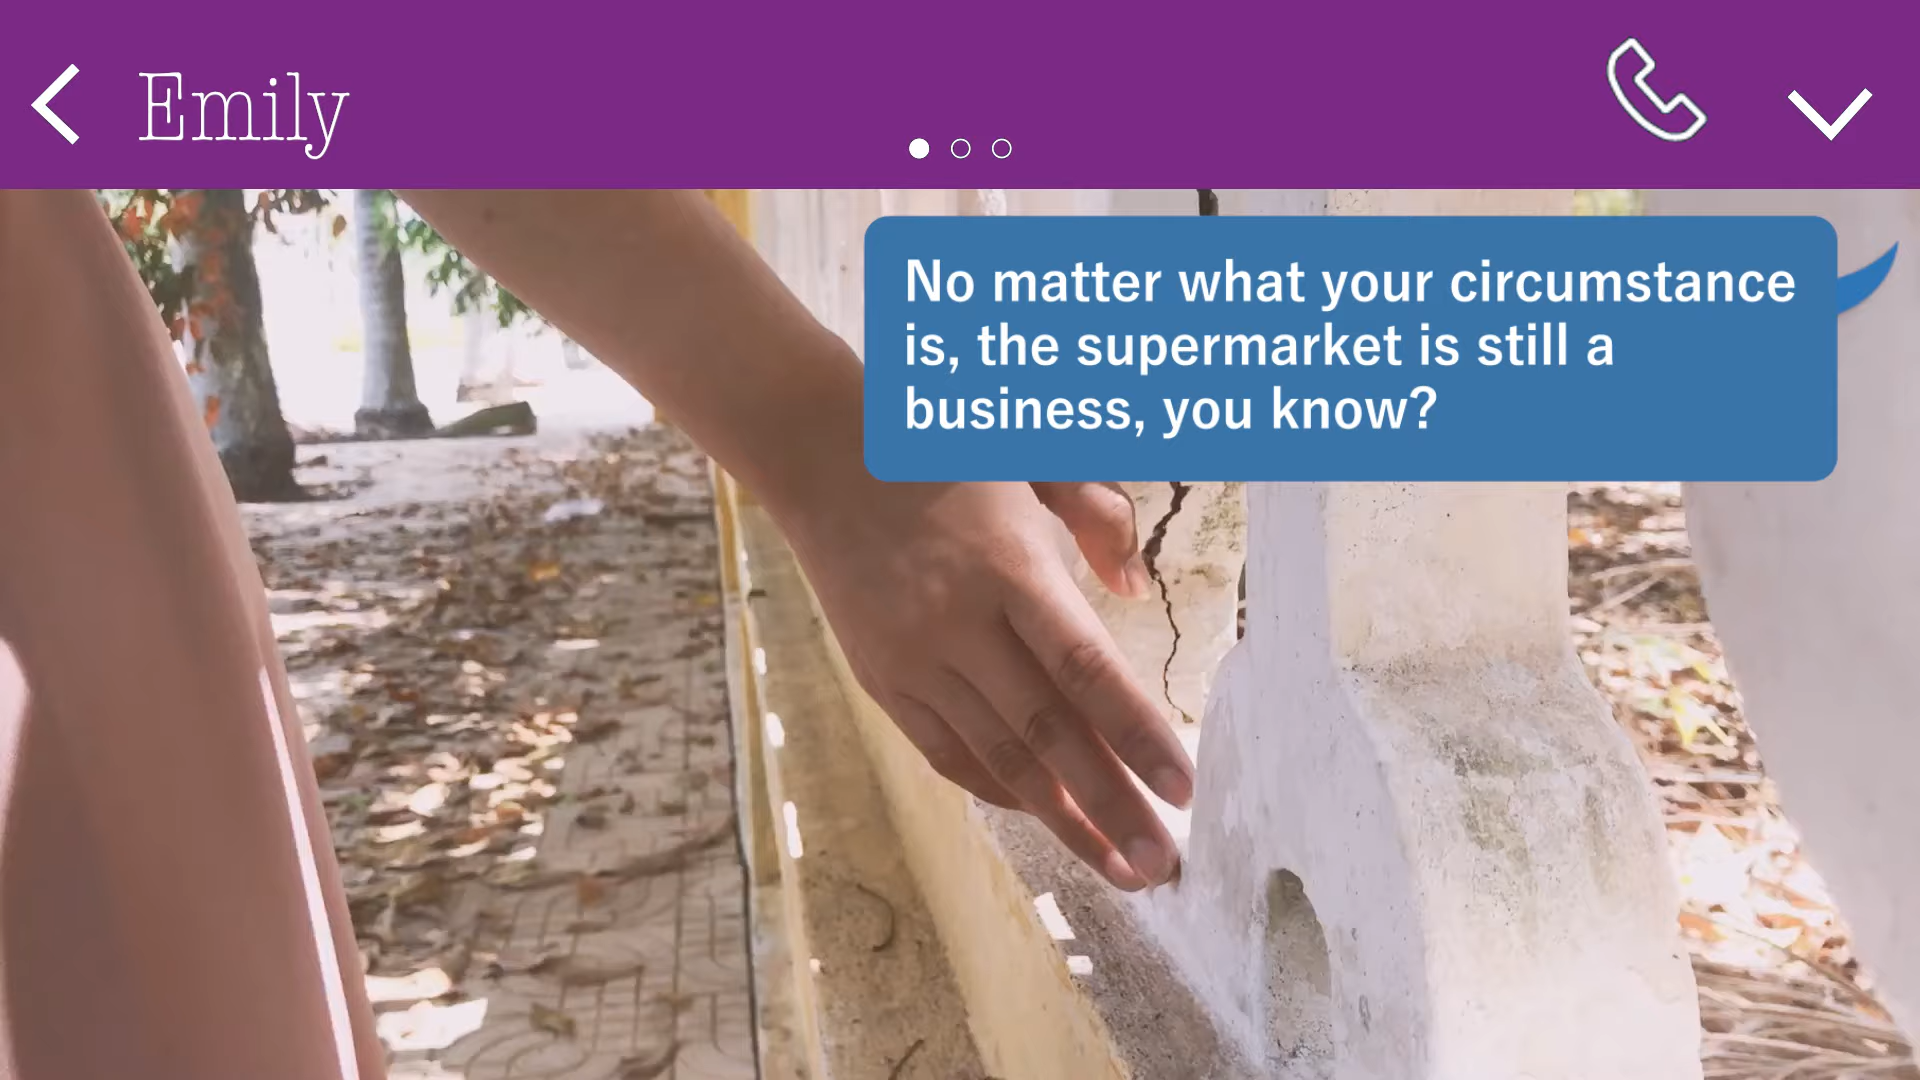 Emily
No matter what your circumstance
is, the supermarket is still a
business, you know?